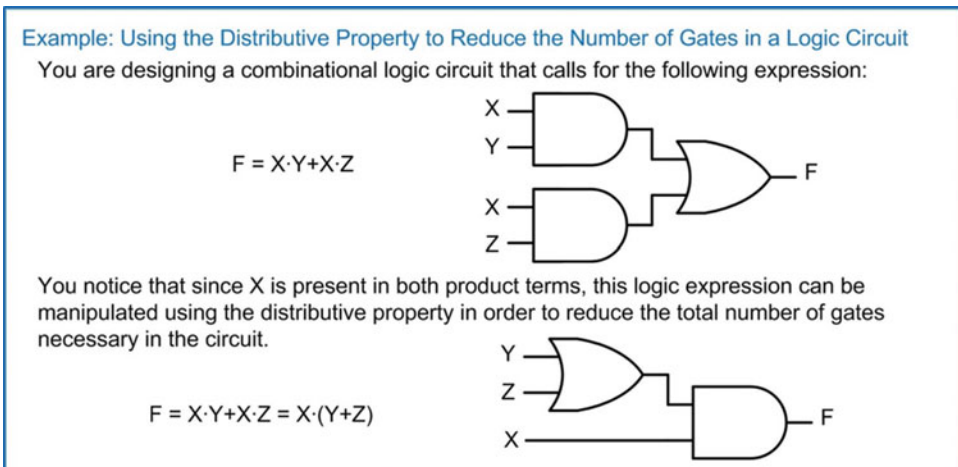 Example: Using the Distributive Property to Reduce the Number of Gates in a Logic Circuit
You are designing a combinational logic circuit that calls for the following expression:
X
Y
F = X·Y+X·Z
F
X
Z
You notice that since X is present in both product terms, this logic expression can be
manipulated using the distributive property in order to reduce the total number of gates
necessary in the circuit.
Y
Z
F = X·Y+X·Z = X·(Y+Z)
F
X